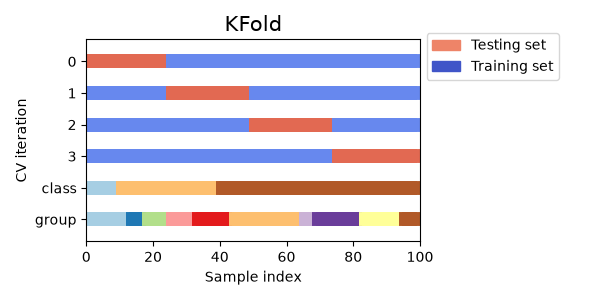 KFold
Testing set
Training set
0
1
2
3
class
group
CV iteration
0 20 40 60 80 100
Sample index